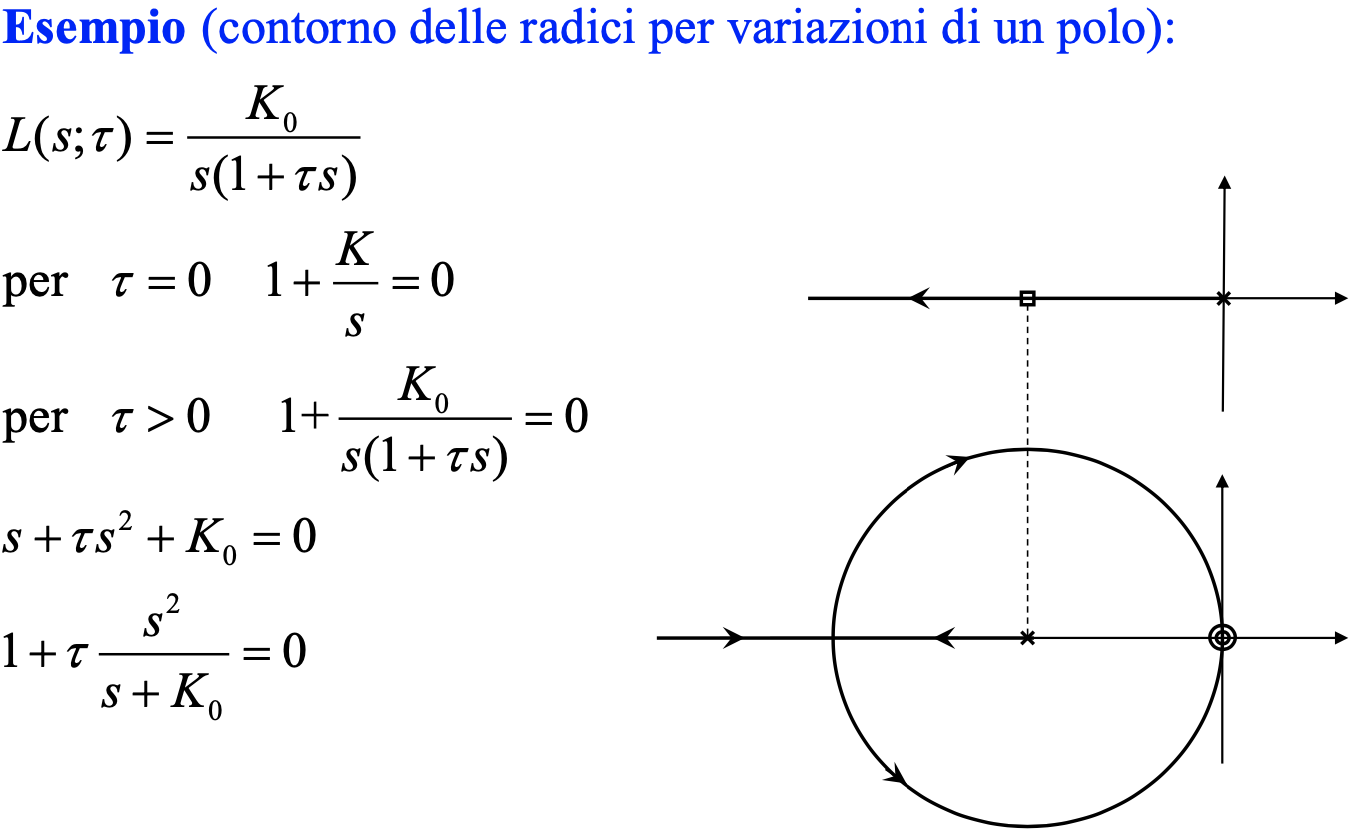 Esempio (contorno delle radici per variazioni di un polo):
L(s;τ) = K₀ / s(1+τs)
per τ = 0 1 + K / s = 0
per τ > 0 1 + K₀ / s(1+τs) = 0
s + τs² + K₀ = 0
1 + τ s² / s + K₀ = 0